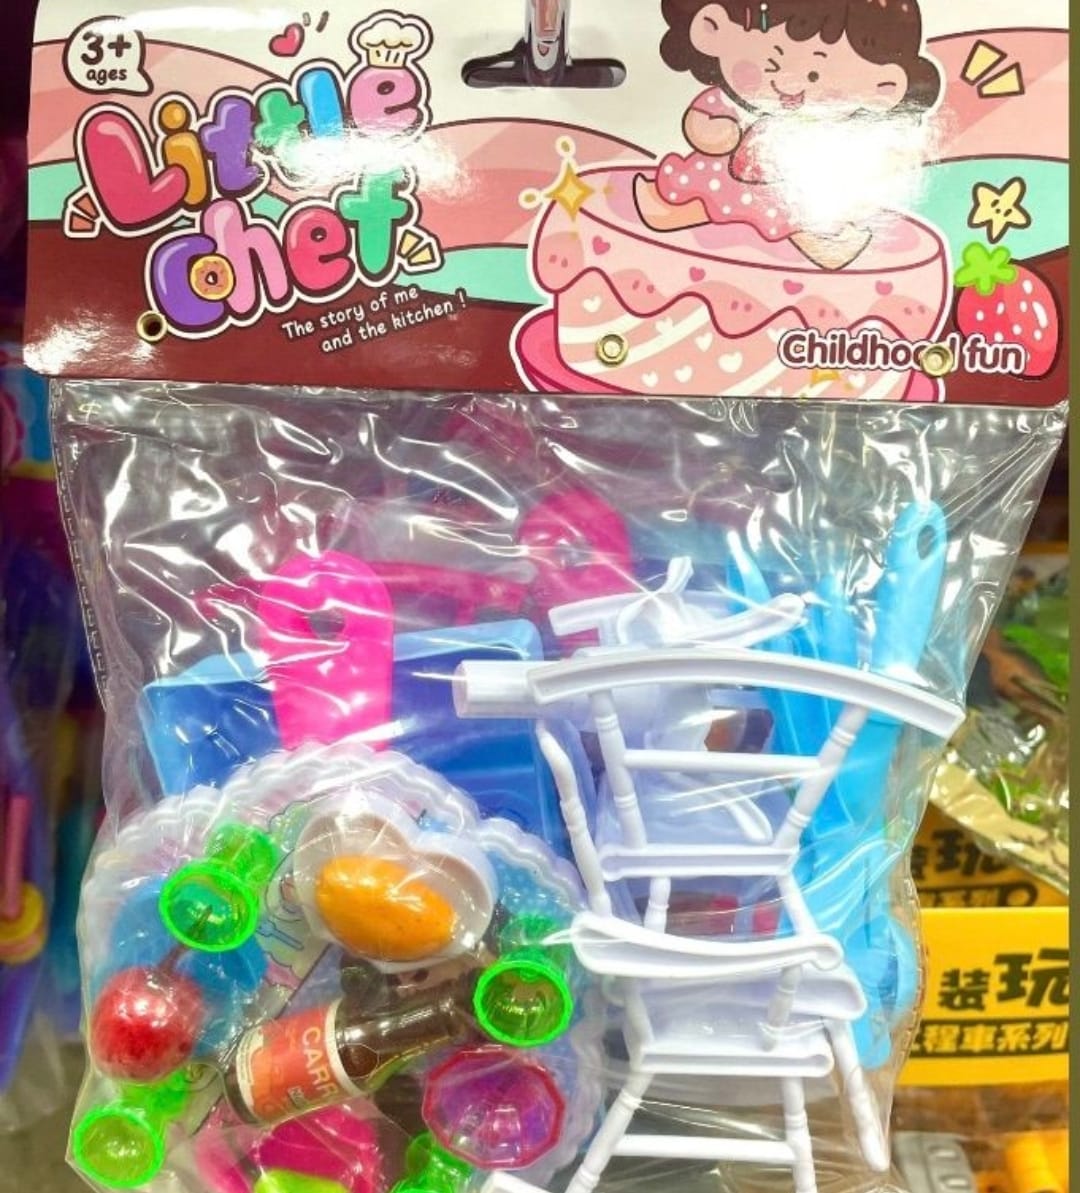 3+
ages
Little
chef
The story of me
and the kitchen !
Childhood fun
CARR
装玩
工程車系列